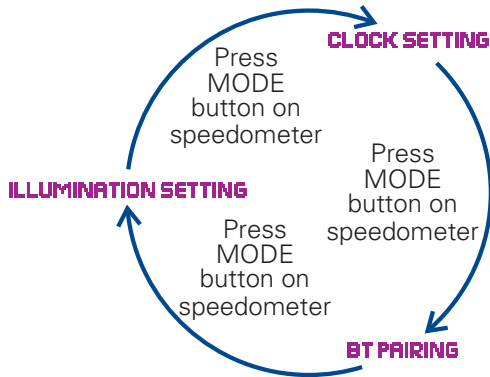 CLOCK SETTING
Press
MODE
button on
speedometer
Press
MODE
button on
speedometer
ILLUMINATION SETTING
Press
MODE
button on
speedometer
BT PAIRING